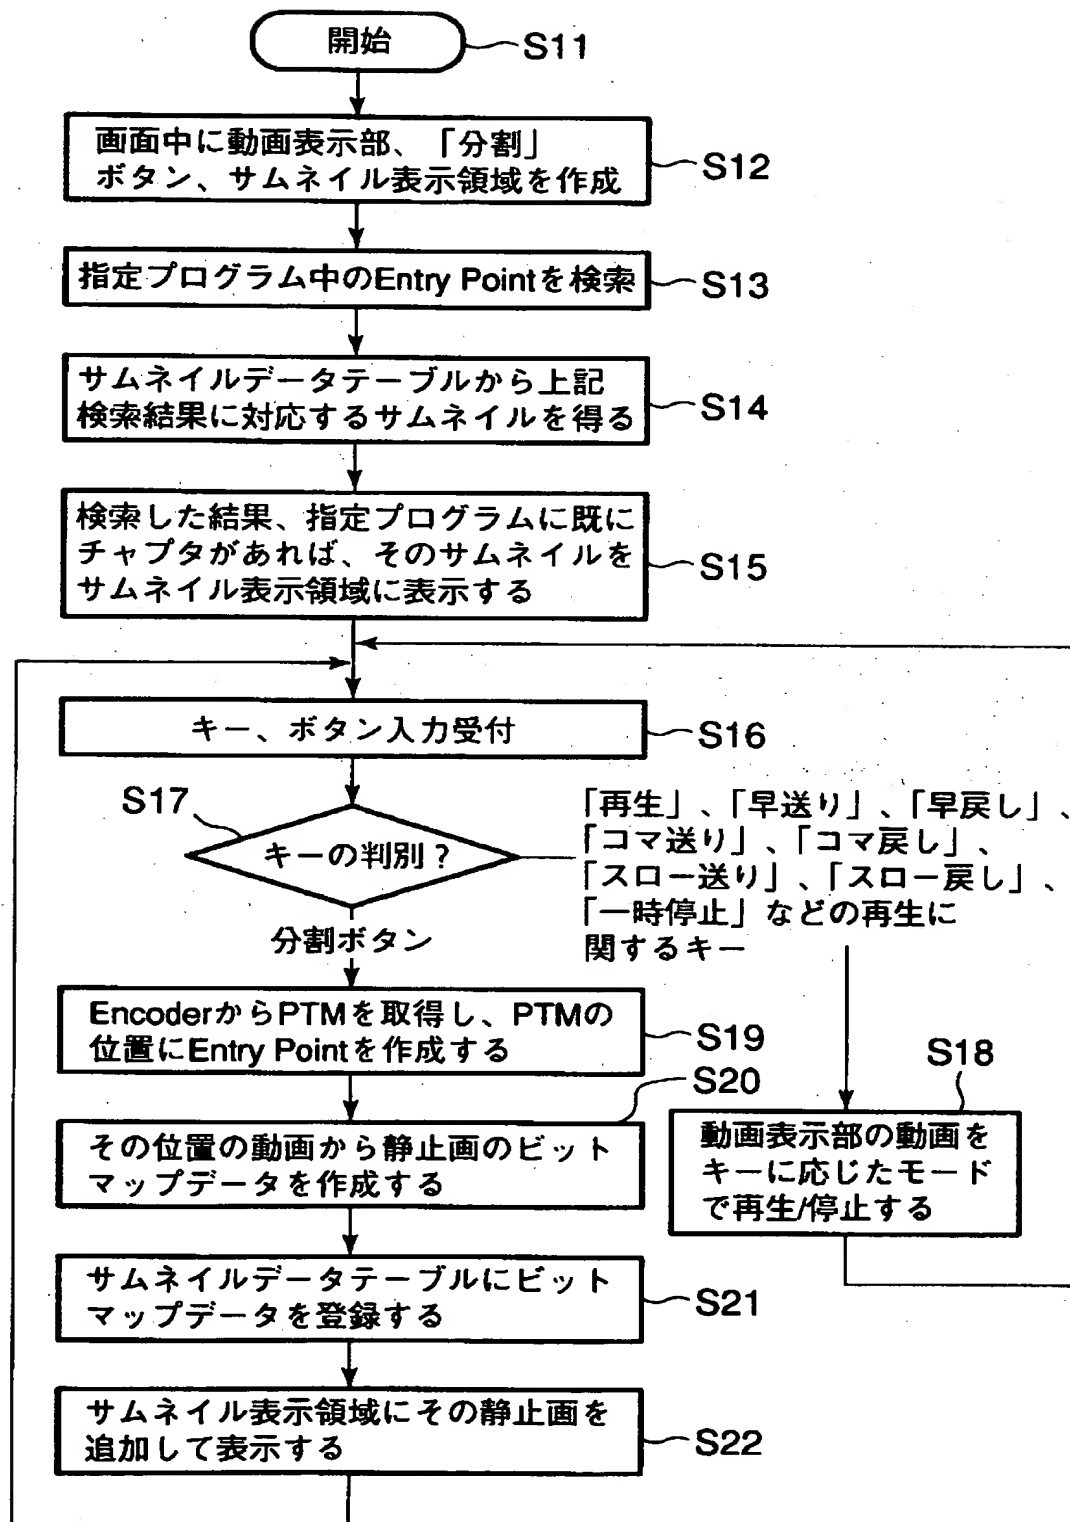 開始
S11
画面中に動画表示部、「分割」
ボタン、サムネイル表示領域を作成
S12
指定プログラム中のEntry Pointを検索
S13
サムネイルデータテーブルから上記
検索結果に対応するサムネイルを得る
S14
検索した結果、指定プログラムに既に
チャプタがあれば、そのサムネイルを
サムネイル表示領域に表示する
S15
キー、ボタン入力受付
S16
S17
キーの判別？
「再生」、「早送り」、「早戻し」、
「コマ送り」、「コマ戻し」、
「スロー送り」、「スロー戻し」、
「一時停止」などの再生に
関するキー
分割ボタン
EncoderからPTMを取得し、PTMの
位置にEntry Pointを作成する
S19
S18
動画表示部の動画を
キーに応じたモード
で再生/停止する
S20
その位置の動画から静止画のビット
マップデータを作成する
サムネイルデータテーブルにビット
マップデータを登録する
S21
サムネイル表示領域にその静止画を
追加して表示する
S22